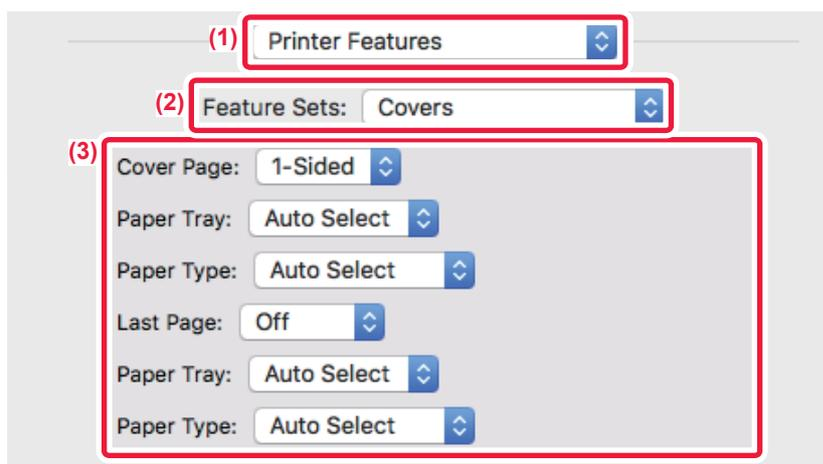 (1) Printer Features
(2) Feature Sets: Covers
(3)
Cover Page: 1-Sided
Paper Tray: Auto Select
Paper Type: Auto Select
Last Page: Off
Paper Tray: Auto Select
Paper Type: Auto Select